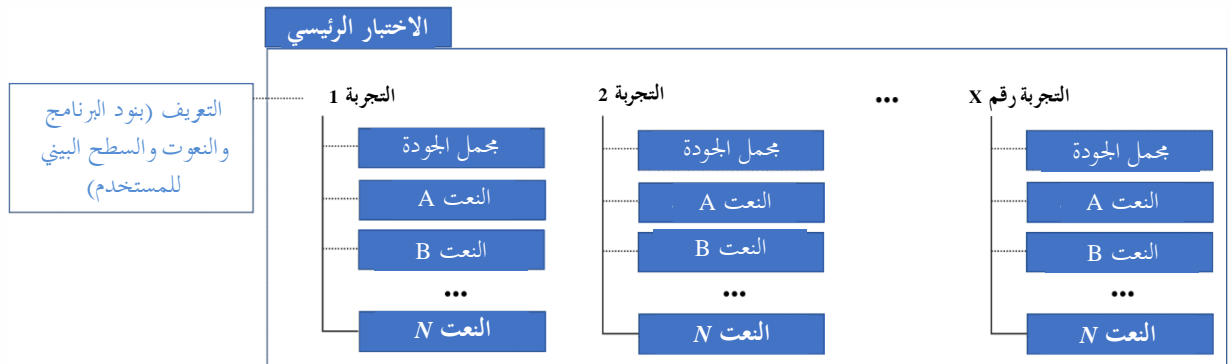 الاختبار الرئيسي
التعريف (بنود البرنامج
والنعوت والسطح البيني
للمستخدم)
التجربة 1
مجمل الجودة
النعت A
النعت B
...
النعت N
التجربة 2
مجمل الجودة
النعت A
النعت B
...
النعت N
...
التجربة رقم X
مجمل الجودة
النعت A
النعت B
...
النعت N